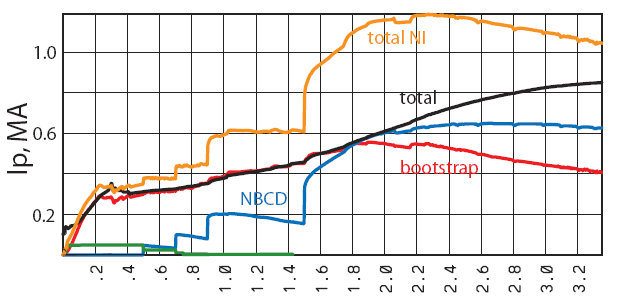 total NI
1.0
total
Ip, MA
0.6
bootstrap
NBCD
0.2
.2 .4 .6 .8 1.0 1.2 1.4 1.6 1.8 2.0 2.2 2.4 2.6 2.8 3.0 3.2